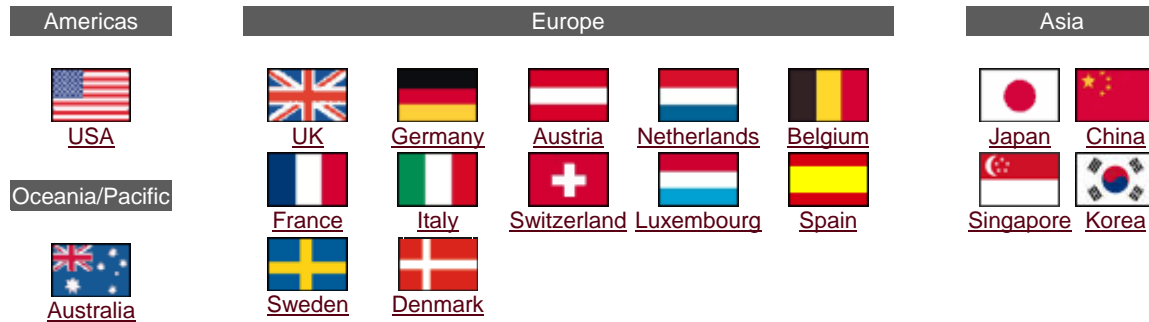 Americas
Europe
Asia
USA
UK
Germany
Austria
Netherlands
Belgium
Japan
China
Oceania/Pacific
France
Italy
Switzerland
Luxembourg
Spain
Singapore
Korea
Australia
Sweden
Denmark